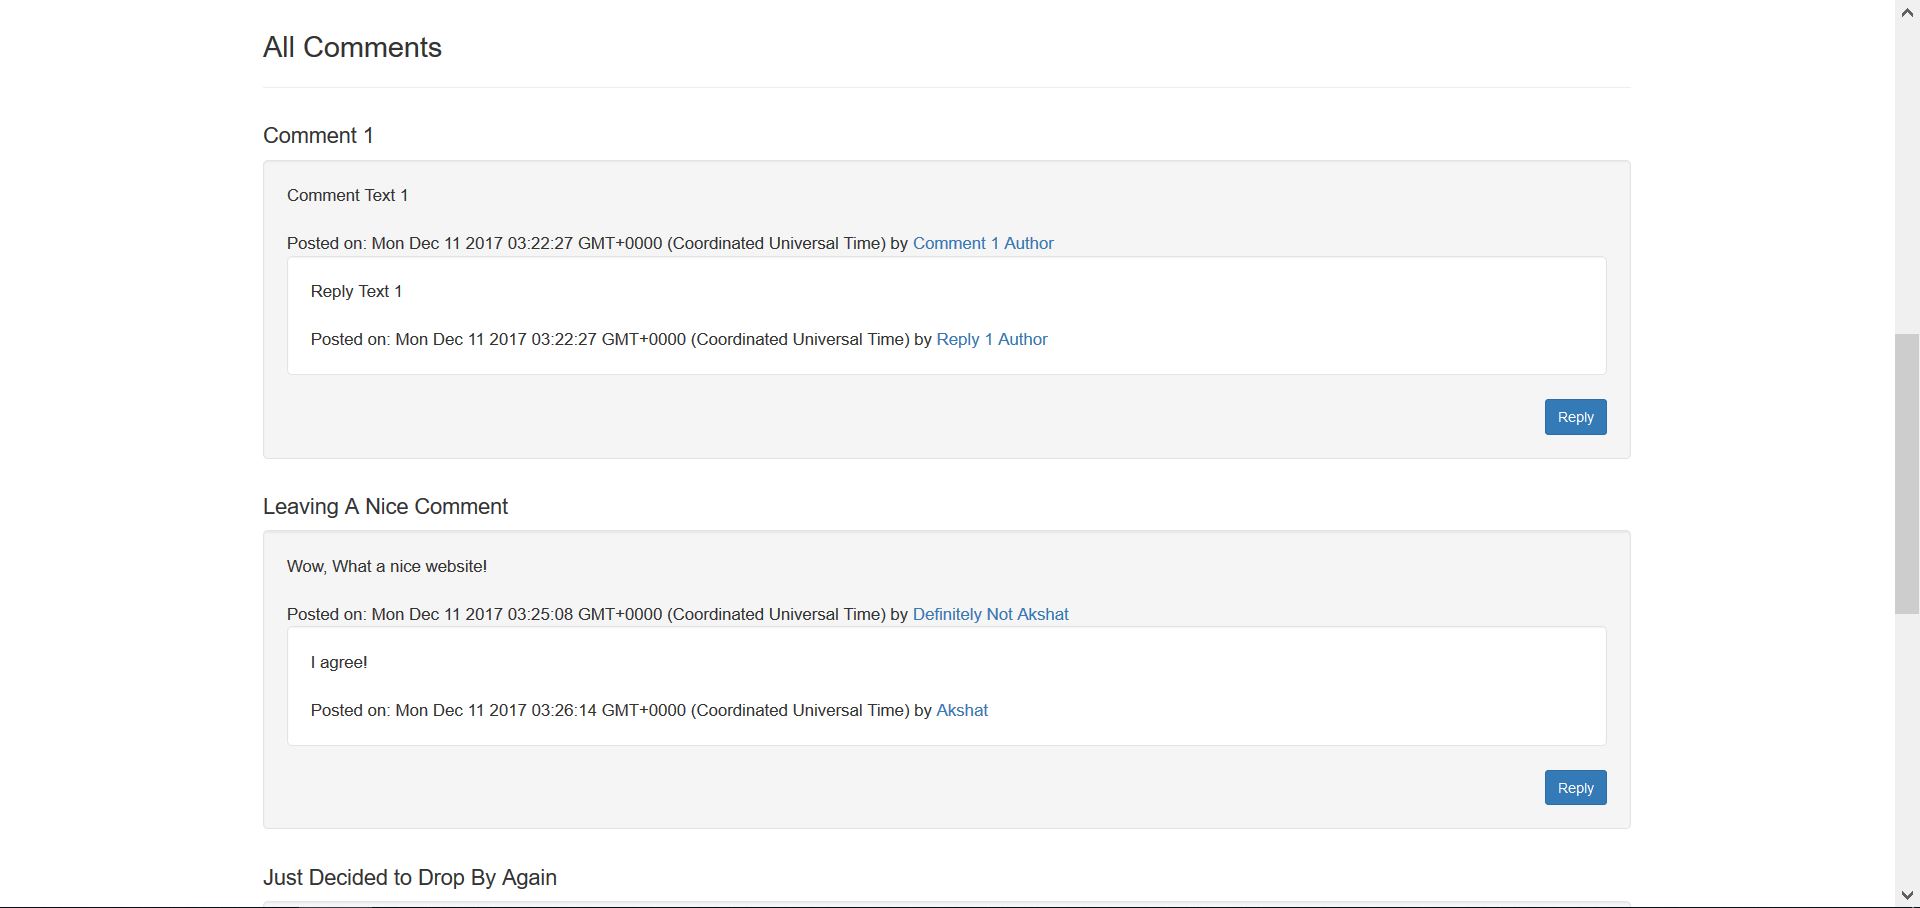 All Comments
Comment 1
Comment Text 1
Posted on: Mon Dec 11 2017 03:22:27 GMT+0000 (Coordinated Universal Time) by Comment 1 Author
Reply Text 1
Posted on: Mon Dec 11 2017 03:22:27 GMT+0000 (Coordinated Universal Time) by Reply 1 Author
Reply
Leaving A Nice Comment
Wow, What a nice website!
Posted on: Mon Dec 11 2017 03:25:08 GMT+0000 (Coordinated Universal Time) by Definitely Not Akshat
I agree!
Posted on: Mon Dec 11 2017 03:26:14 GMT+0000 (Coordinated Universal Time) by Akshat
Reply
Just Decided to Drop By Again